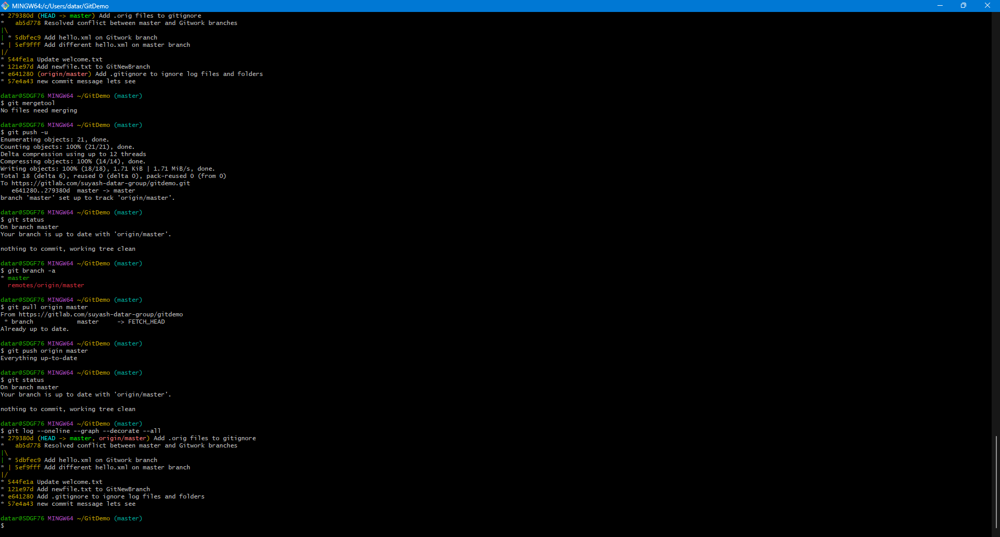 MINGW64:/c/Users/datar/GitDemo
* 279380d (HEAD -> master) Add .orig files to gitignore
*   ab5d778 Resolved conflict between master and Gitwork branches
|\
| * 5dbfec9 Add hello.xml on Gitwork branch
* | 5ef9fff Add different hello.xml on master branch
|/
* 544fe1a Update welcome.txt
* 121e97d Add newfile.txt to GitNewBranch
* e641280 (origin/master) Add .gitignore to ignore log files and folders
* 57e4a43 new commit message lets see

datar@SDGF76 MINGW64 ~/GitDemo (master)
$ git mergetool
No files need merging

datar@SDGF76 MINGW64 ~/GitDemo (master)
$ git push -u
Enumerating objects: 21, done.
Counting objects: 100% (21/21), done.
Delta compression using up to 12 threads
Compressing objects: 100% (14/14), done.
Writing objects: 100% (18/18), 1.71 KiB | 1.71 MiB/s, done.
Total 18 (delta 6), reused 0 (delta 0), pack-reused 0 (from 0)
To https://gitlab.com/suyash-datar-group/gitdemo.git
   e641280..279380d  master -> master
branch 'master' set up to track 'origin/master'.

datar@SDGF76 MINGW64 ~/GitDemo (master)
$ git status
On branch master
Your branch is up to date with 'origin/master'.

nothing to commit, working tree clean

datar@SDGF76 MINGW64 ~/GitDemo (master)
$ git branch -a
* master
  remotes/origin/master

datar@SDGF76 MINGW64 ~/GitDemo (master)
$ git pull origin master
From https://gitlab.com/suyash-datar-group/gitdemo
 * branch            master     -> FETCH_HEAD
Already up to date.

datar@SDGF76 MINGW64 ~/GitDemo (master)
$ git push origin master
Everything up-to-date

datar@SDGF76 MINGW64 ~/GitDemo (master)
$ git status
On branch master
Your branch is up to date with 'origin/master'.

nothing to commit, working tree clean

datar@SDGF76 MINGW64 ~/GitDemo (master)
$ git log --oneline --graph --decorate --all
* 279380d (HEAD -> master, origin/master) Add .orig files to gitignore
*   ab5d778 Resolved conflict between master and Gitwork branches
|\
| * 5dbfec9 Add hello.xml on Gitwork branch
* | 5ef9fff Add different hello.xml on master branch
|/
* 544fe1a Update welcome.txt
* 121e97d Add newfile.txt to GitNewBranch
* e641280 Add .gitignore to ignore log files and folders
* 57e4a43 new commit message lets see

datar@SDGF76 MINGW64 ~/GitDemo (master)
$